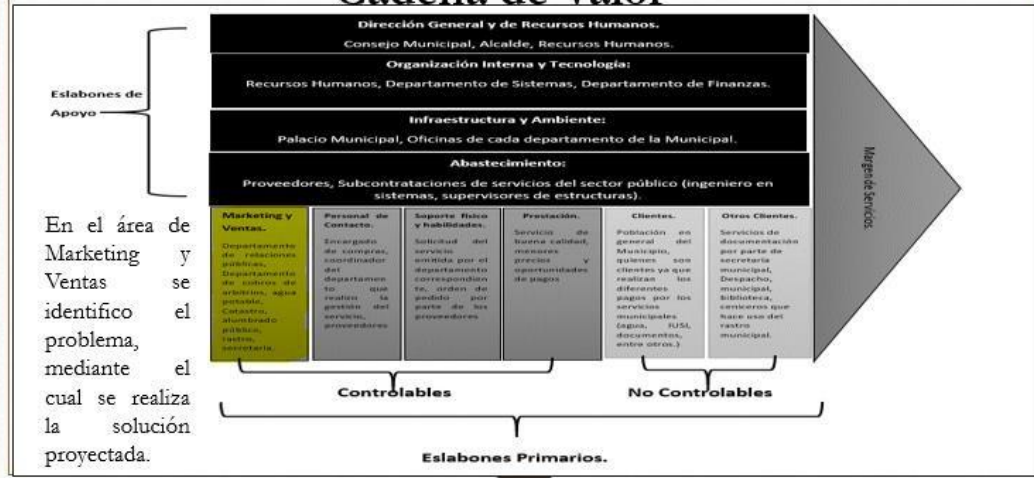 Cadena de Valor
Dirección General y de Recursos Humanos.
Consejo Municipal, Alcalde, Recursos Humanos.
Organización Interna y Tecnología:
Recursos Humanos, Departamento de Sistemas, Departamento de Finanzas.
Eslabones de
Apoyo
Infraestructura y Ambiente:
Palacio Municipal, Oficinas de cada departamento de la Municipal.
Abastecimiento:
Proveedores, Subcontrataciones de servicios del sector público (ingeniero en
sistemas, supervisores de estructuras).
Margen de Servicios.
En el área de
Marketing y
Ventas se
identifico el
problema,
mediante el
cual se realiza
la solución
proyectada.
Marketing y
Ventas.
Departamento
de relaciones
públicas,
Departamento
de cobros de
arbitrios, agua
potable,
Catastro,
alumbrado
público,
rastro,
secretaría.
Personal de
Contacto.
Encargado
de compras,
coordinador
del
departamen
to que
realizo la
gestión del
servicio,
proveedores
Soporte físico
y habilidades.
Solicitud del
servicio
emitida por el
departamento
correspondien
te, orden de
pedido por
parte de los
proveedores
Prestación.
Servicio de
buena calidad,
menores
precios y
oportunidades
de pagos
Clientes.
Población en
general del
Municipio,
quienes son
clientes ya que
realizan los
diferentes
pagos por los
servicios
municipales
(agua, IUSI,
documentos,
entre otros.)
Otros Clientes.
Servicios de
documentación
por parte de
secretaria
municipal,
Despacho,
municipal,
biblioteca,
ceniceros que
hace uso del
rastro
municipal.
Controlables
No Controlables
Eslabones Primarios.